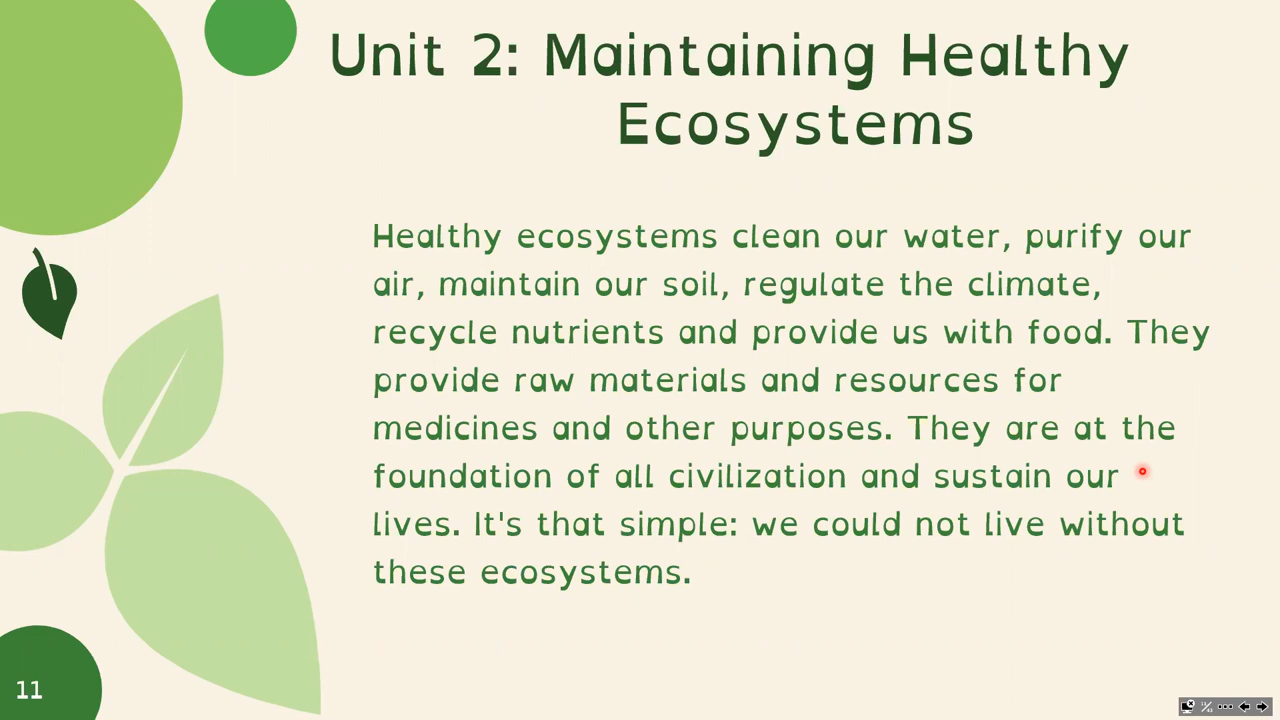 Unit 2: Maintaining Healthy
Ecosystems
Healthy ecosystems clean our water, purify our
air, maintain our soil, regulate the climate,
recycle nutrients and provide us with food. They
provide raw materials and resources for
medicines and other purposes. They are at the
foundation of all civilization and sustain our
lives. It's that simple: we could not live without
these ecosystems.
11